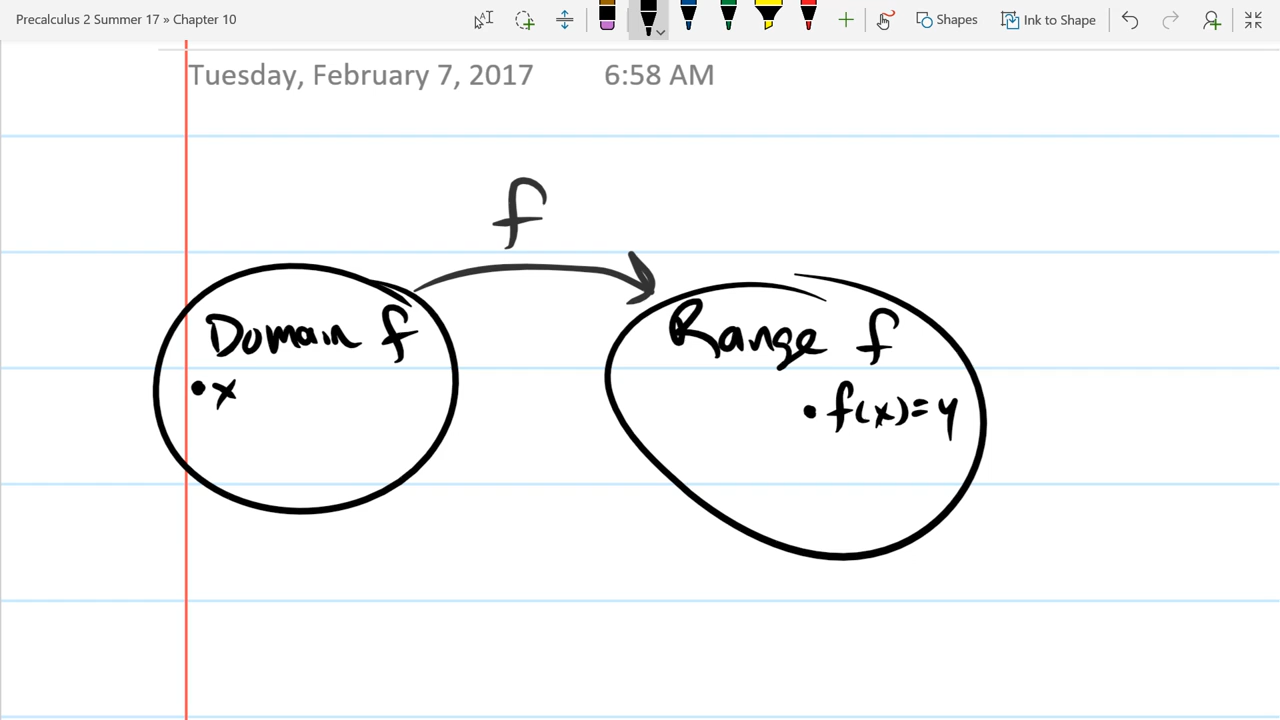 Precalculus 2 Summer 17 » Chapter 10
Shapes
Ink to Shape
Tuesday, February 7, 2017 6:58 AM
f
Domain f
Range f
•x
•f(x)=y